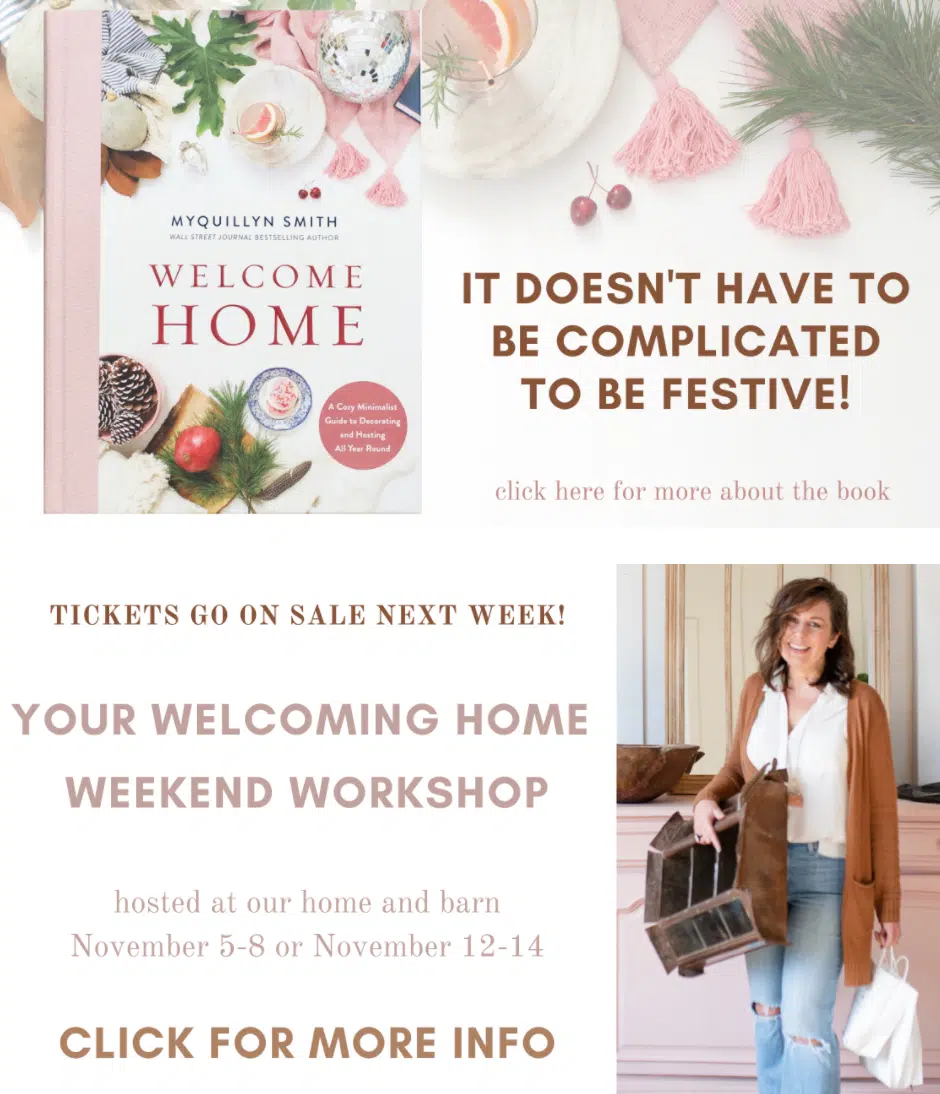 MYQUILLYN SMITH
WALL STREET JOURNAL BESTSELLING AUTHOR
WELCOME
HOME
A Cozy Minimalist
Guide to Decorating
and Hosting
All Year Round
IT DOESN'T HAVE TO
BE COMPLICATED
TO BE FESTIVE!
click here for more about the book
TICKETS GO ON SALE NEXT WEEK!
YOUR WELCOMING HOME
WEEKEND WORKSHOP
hosted at our home and barn
November 5-8 or November 12-14
CLICK FOR MORE INFO